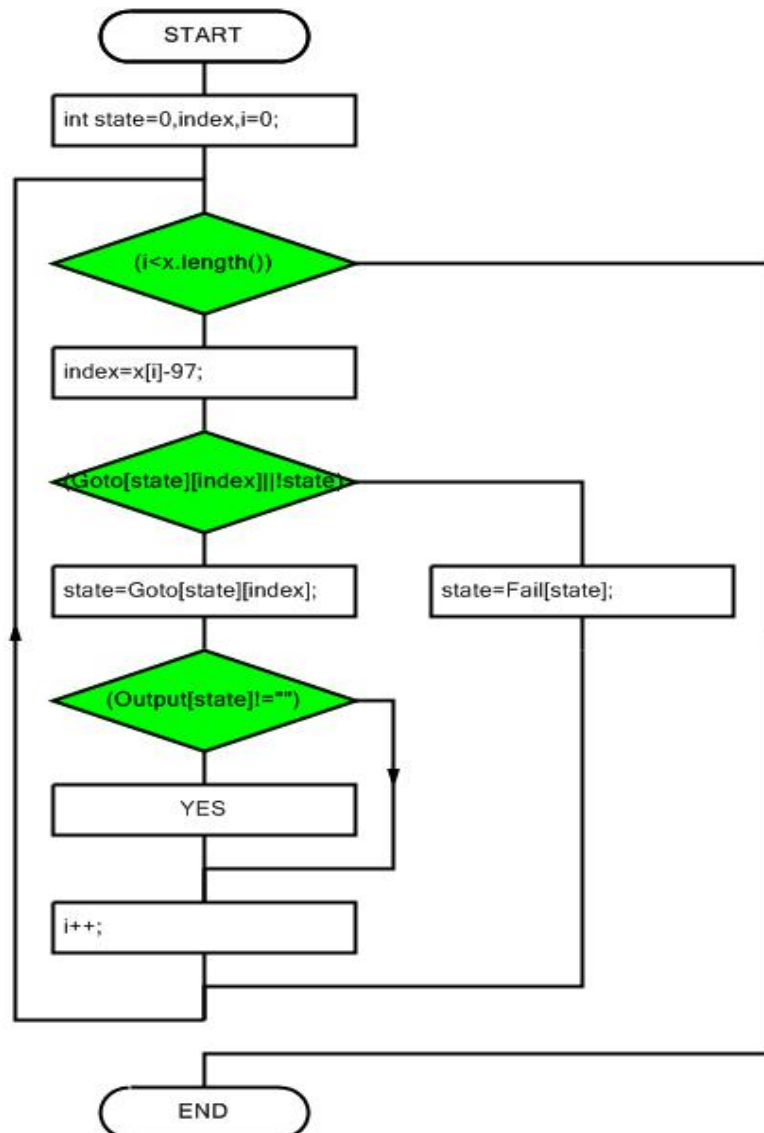 START
int state=0,index,i=0;
(i<x.length())
index=x[i]-97;
(Goto[state][index]||!state)
state=Goto[state][index];
state=Fail[state];
(Output[state]!="")
YES
i++;
END